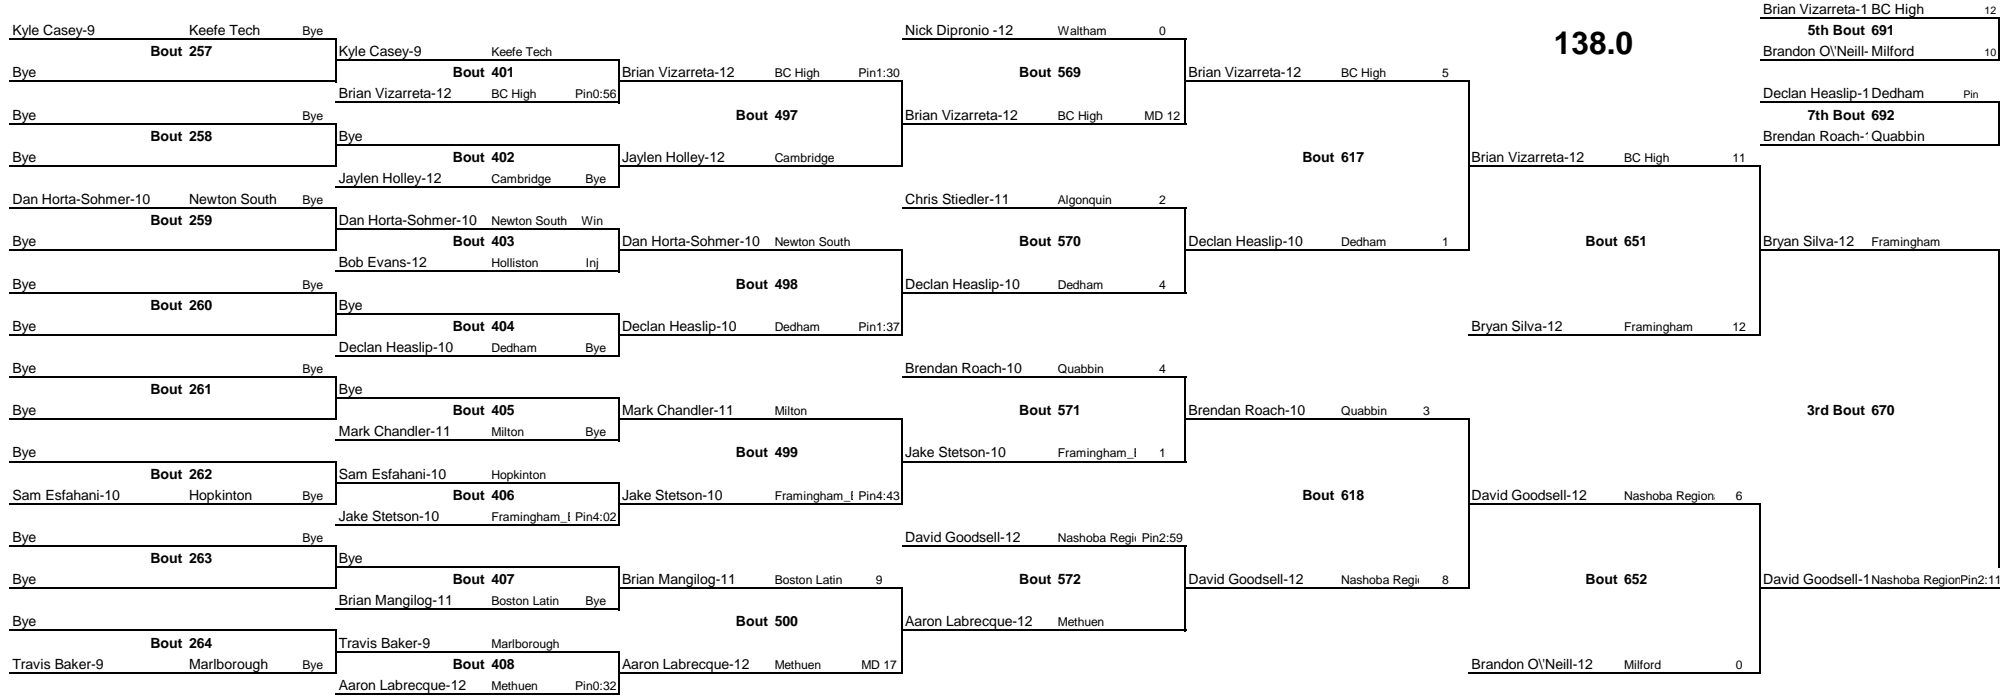 Brian Vizarreta-1 BC High 12
Kyle Casey-9 Keefe Tech Bye Nick Dipronio -12 Waltham 0 138.0 5th Bout 691
Bout 257 Kyle Casey-9 Keefe Tech Brandon O\'Neill- Milford 10
Bye Bout 401 Brian Vizarreta-12 BC High Pin1:30 Bout 569 Brian Vizarreta-12 BC High 5
Brian Vizarreta-12 BC High Pin0:56 Declan Heaslip-1 Dedham Pin
Bye Bye Bout 497 Brian Vizarreta-12 BC High MD 12 7th Bout 692
Bout 258 Bye Brendan Roach- Quabbin
Bye Bout 402 Jaylen Holley-12 Cambridge Bout 617 Brian Vizarreta-12 BC High 11
Jaylen Holley-12 Cambridge Bye
Dan Horta-Sohmer-10 Newton South Bye Chris Stiedler-11 Algonquin 2
Bout 259 Dan Horta-Sohmer-10 Newton South Win
Bye Bout 403 Dan Horta-Sohmer-10 Newton South Bout 570 Declan Heaslip-10 Dedham 1 Bout 651 Bryan Silva-12 Framingham
Bob Evans-12 Holliston Inj
Bye Bye Bout 498 Declan Heaslip-10 Dedham 4
Bout 260 Bye
Bye Bout 404 Declan Heaslip-10 Dedham Pin1:37 Bryan Silva-12 Framingham 12
Declan Heaslip-10 Dedham Bye
Bye Bye Brendan Roach-10 Quabbin 4
Bout 261 Bye
Bye Bout 405 Mark Chandler-11 Milton Bout 571 Brendan Roach-10 Quabbin 3 3rd Bout 670
Mark Chandler-11 Milton Bye
Bye Bout 499 Jake Stetson-10 Framingham_ 1
Bout 262 Sam Esfahani-10 Hopkinton
Sam Esfahani-10 Hopkinton Bye Bout 406 Jake Stetson-10 Framingham_ Pin4:43 Bout 618 David Goodsell-12 Nashoba Region 6
Jake Stetson-10 Framingham_ Pin4:02
Bye Bye David Goodsell-12 Nashoba Regi Pin2:59
Bout 263 Bye
Bye Bout 407 Brian Mangilog-11 Boston Latin 9 Bout 572 David Goodsell-12 Nashoba Regi 8 Bout 652 David Goodsell-1 Nashoba Region Pin2:11
Brian Mangilog-11 Boston Latin Bye
Bye Bout 500 Aaron Labrecque-12 Methuen
Bout 264 Travis Baker-9 Marlborough
Travis Baker-9 Marlborough Bye Bout 408 Aaron Labrecque-12 Methuen MD 17 Brandon O\'Neill-12 Milford 0
Aaron Labrecque-12 Methuen Pin0:32